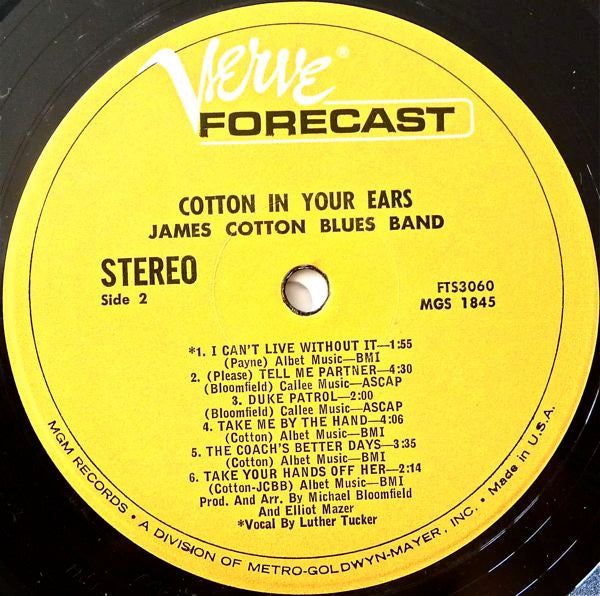 Verve®
FORECAST
COTTON IN YOUR EARS
JAMES COTTON BLUES BAND
STEREO
Side 2
FTS3060
MGS 1845
*1. I CAN'T LIVE WITHOUT IT—1:55
(Payne) Albet Music—BMI
2. (Please) TELL ME PARTNER—4:30
(Bloomfield) Callee Music—ASCAP
3. DUKE PATROL—2:00
(Bloomfield) Callee Music—ASCAP
4. TAKE ME BY THE HAND—4:06
(Cotton) Albet Music—BMI
5. THE COACH'S BETTER DAYS—3:35
(Cotton) Albet Music—BMI
6. TAKE YOUR HANDS OFF HER—2:14
(Cotton-JCBB) Albet Music—BMI
Prod. And Arr. By Michael Bloomfield
And Elliot Mazer
*Vocal By Luther Tucker
MGM RECORDS • A DIVISION OF METRO-GOLDWYN-MAYER, INC. • Made in U.S.A.